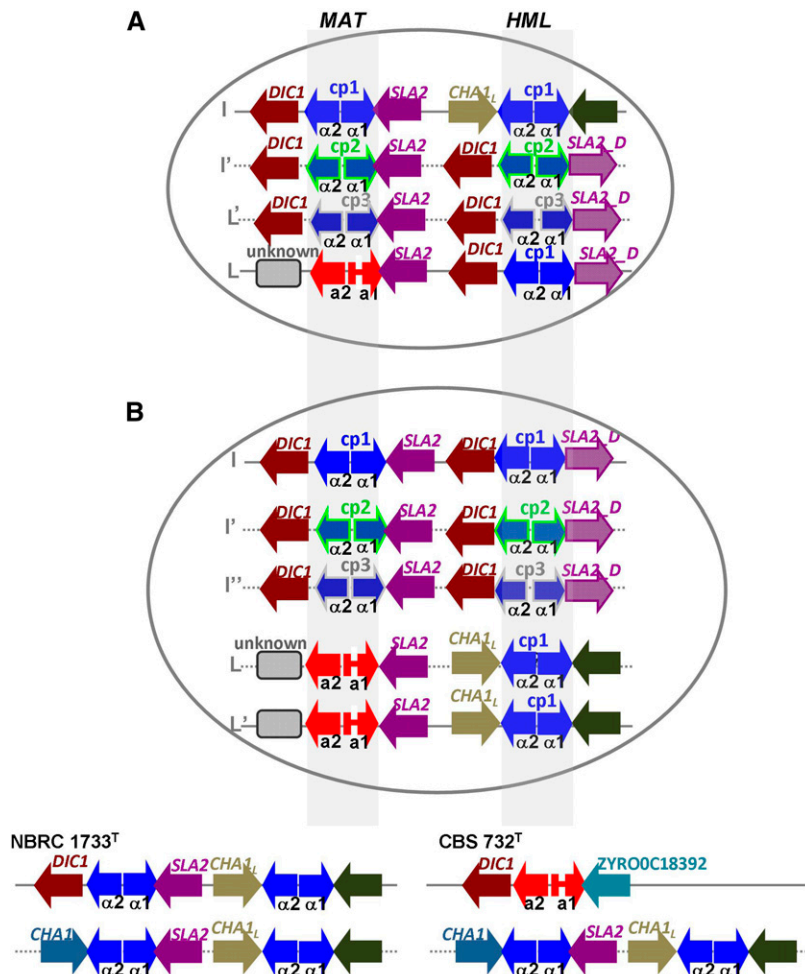 A
MAT HML
DIC1 cp1 SLA2 CHA1L cp1
I
α2 α1 α2 α1
DIC1 cp2 SLA2 DIC1 cp2 SLA2_D
I'
α2 α1 α2 α1
DIC1 cp3 SLA2 DIC1 cp3 SLA2_D
L'
α2 α1 α2 α1
unknown SLA2 DIC1 cp1 SLA2_D
L
a2 a1 α2 α1
B
DIC1 cp1 SLA2 DIC1 cp1 SLA2_D
I
α2 α1 α2 α1
DIC1 cp2 SLA2 DIC1 cp2 SLA2_D
I'
α2 α1 α2 α1
DIC1 cp3 SLA2 DIC1 cp3 SLA2_D
I''
α2 α1 α2 α1
unknown SLA2 CHA1L cp1
L
a2 a1 α2 α1
SLA2 CHA1L cp1
L'
a2 a1 α2 α1
NBRC 1733T CBS 732T
DIC1 SLA2 CHA1L DIC1 ZYRO0C18392
α2 α1 α2 α1 a2 a1
CHA1 SLA2 CHA1L CHA1 SLA2 CHA1L
α2 α1 α2 α1 α2 α1 α2 α1